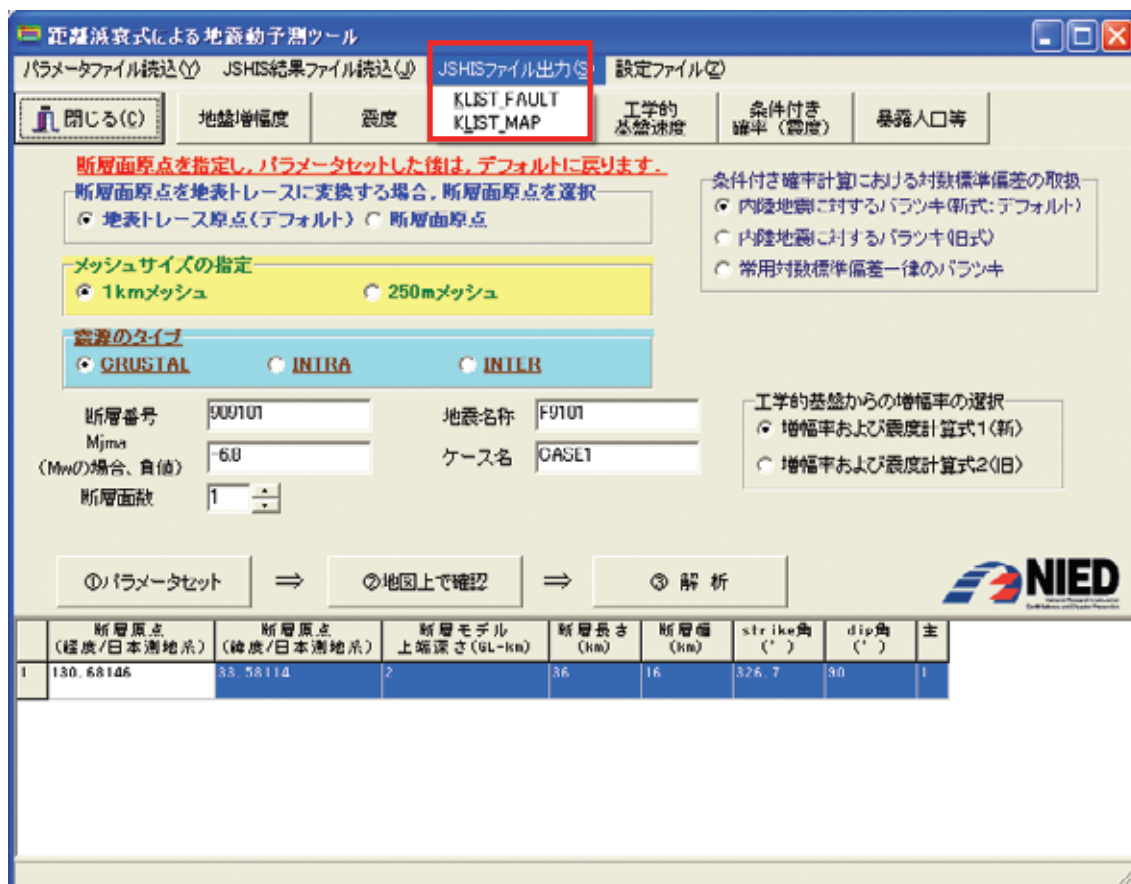 距離減衰式による地震動予測ツール
パラメータファイル読込(Y) JSHIS結果ファイル読込(J) JSHISファイル出力(S) 設定ファイル(Z)
KLIST_FAULT
KLIST_MAP
閉じる(C) 地盤増幅度 震度 工学的基盤速度 条件付き確率（震度） 暴露人口等
断層面原点を指定し，パラメータセットした後は，デフォルトに戻ります．
断層面原点を地表トレースに変換する場合，断層面原点を選択
地表トレース原点(デフォルト) 断層面原点
条件付き確率計算における対数標準偏差の取扱
内陸地震に対するバラツキ(新式:デフォルト)
内陸地震に対するバラツキ(旧式)
常用対数標準偏差一律のバラツキ
メッシュサイズの指定
1kmメッシュ 250mメッシュ
震源のタイプ
CRUSTAL INTRA INTER
断層番号 909101 地震名称 F9101
Mjma
(Mwの場合、負値) -6.8 ケース名 CASE1
断層面数 1
工学的基盤からの増幅率の選択
増幅率および震度計算式1(新)
増幅率および震度計算式2(旧)
①パラメータセット ⇒ ②地図上で確認 ⇒ ③ 解 析
NIED
断層原点 断層原点 断層モデル 断層長さ 断層幅 strike角 dip角 主
(経度/日本測地系) (緯度/日本測地系) 上端深さ(GL-km) (km) (km) (°) (°)
1 130.68146 33.58114 2 36 16 326.7 90 1